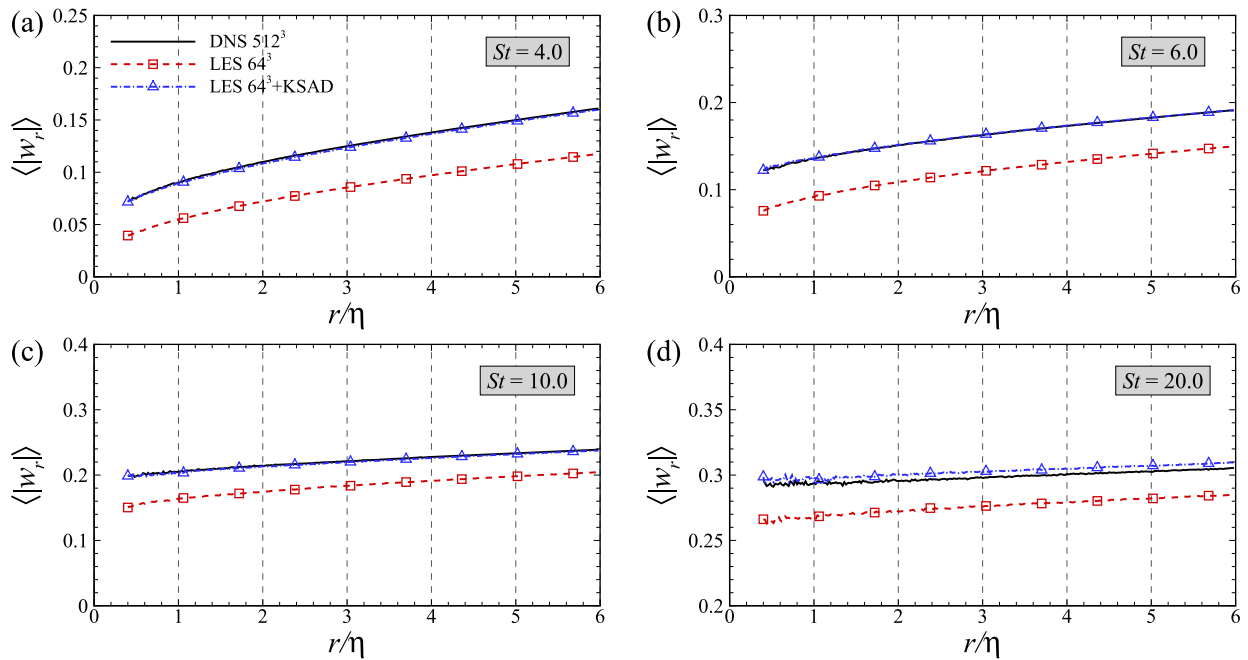 (a)
0.25
0.2
0.15
0.1
0.05
0
⟨|w_r|⟩
DNS 512³
LES 64³
LES 64³+KSAD
St = 4.0
0 1 2 3 4 5 6
r/η
(b)
0.3
0.2
0.1
0
⟨|w_r|⟩
St = 6.0
0 1 2 3 4 5 6
r/η
(c)
0.4
0.3
0.2
0.1
0
⟨|w_r|⟩
St = 10.0
0 1 2 3 4 5 6
r/η
(d)
0.4
0.35
0.3
0.25
0.2
⟨|w_r|⟩
St = 20.0
0 1 2 3 4 5 6
r/η